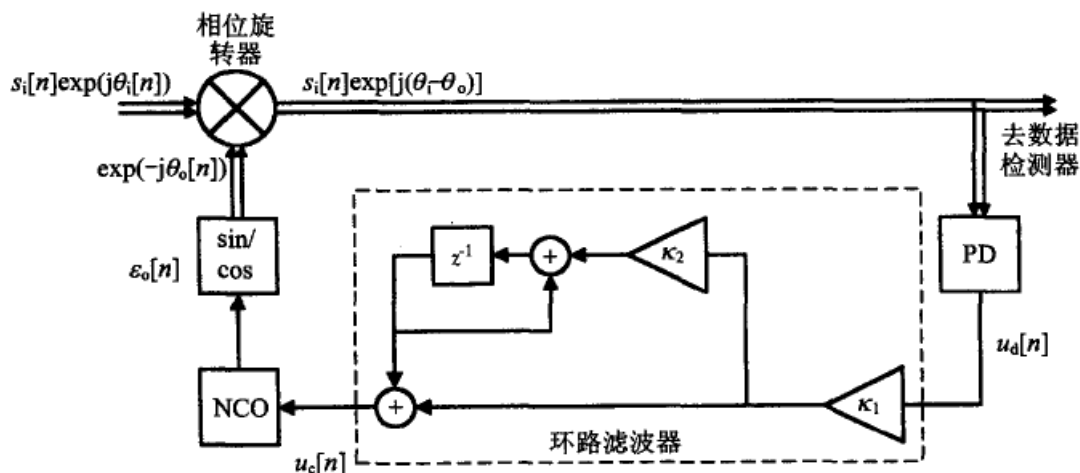 相位旋
转器
sᵢ[n]exp(jθᵢ[n])
sᵢ[n]exp[j(θᵢ−θₒ)]
去数据
检测器
exp(−jθₒ[n])
sin/
cos
εₒ[n]
z⁻¹
+
κ₂
PD
u_d[n]
NCO
+
κ₁
环路滤波器
u_c[n]